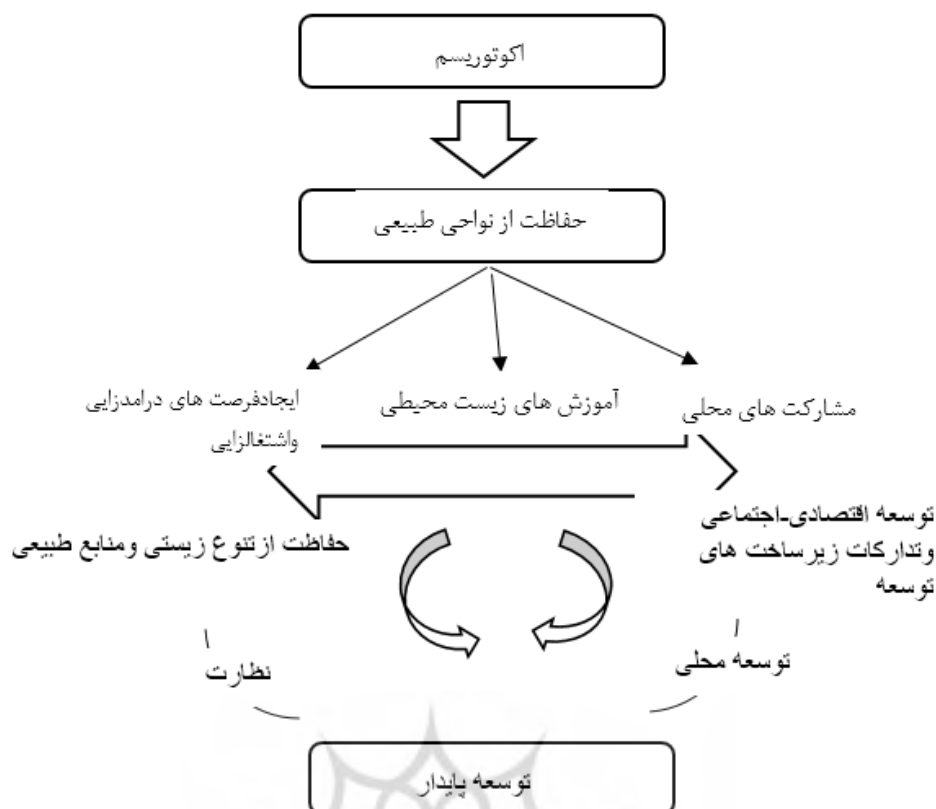 اکوتوریسم
حفاظت از نواحی طبیعی
مشارکت های محلی
آموزش های زیست محیطی
ایجادفرصت های درامدزایی
واشتغالزایی
توسعه اقتصادی-اجتماعی
وتدارکات زیرساخت های
توسعه
حفاظت ازتنوع زیستی ومنابع طبیعی
توسعه محلی
نظارت
توسعه پایدار